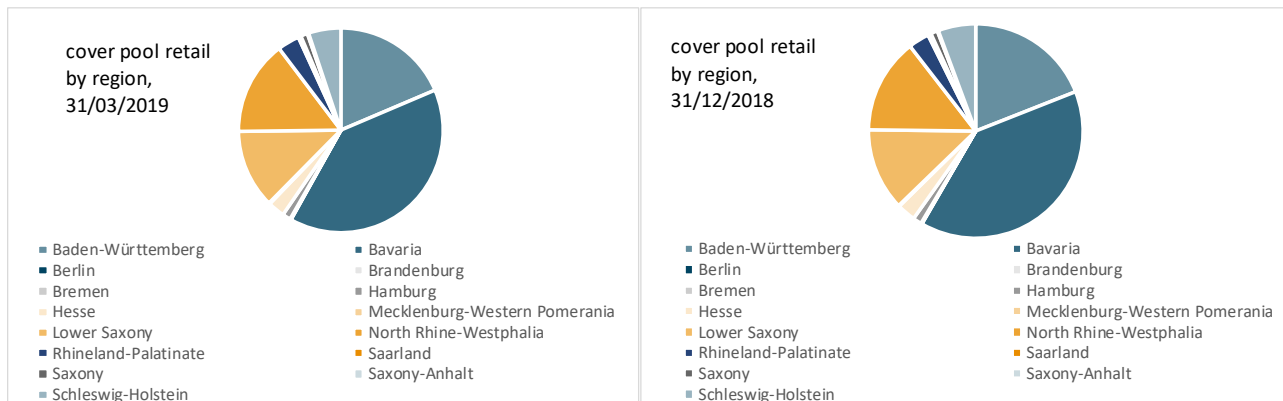 cover pool retail
by region,
31/03/2019
Baden-Württemberg
Bavaria
Berlin
Brandenburg
Bremen
Hamburg
Hesse
Mecklenburg-Western Pomerania
Lower Saxony
North Rhine-Westphalia
Rhineland-Palatinate
Saarland
Saxony
Saxony-Anhalt
Schleswig-Holstein
cover pool retail
by region,
31/12/2018
Baden-Württemberg
Bavaria
Berlin
Brandenburg
Bremen
Hamburg
Hesse
Mecklenburg-Western Pomerania
Lower Saxony
North Rhine-Westphalia
Rhineland-Palatinate
Saarland
Saxony
Saxony-Anhalt
Schleswig-Holstein